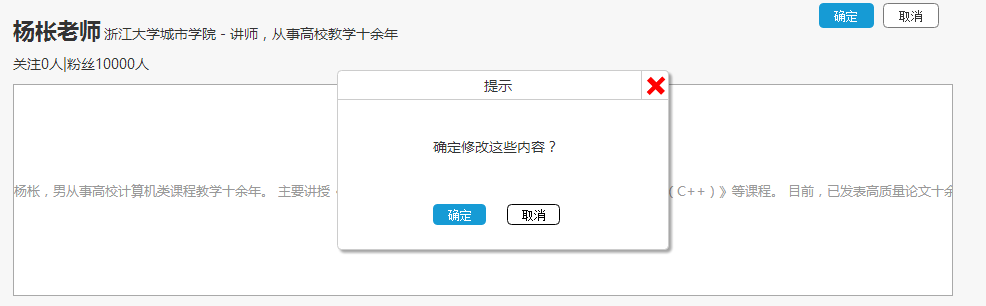 确定 取消
杨枨老师 浙江大学城市学院 - 讲师，从事高校教学十余年
关注0人|粉丝10000人
提示
确定修改这些内容？
杨枨，男从事高校计算机类课程教学十余年。 主要讲授
（C++）》等课程。 目前，已发表高质量论文十余
确定 取消